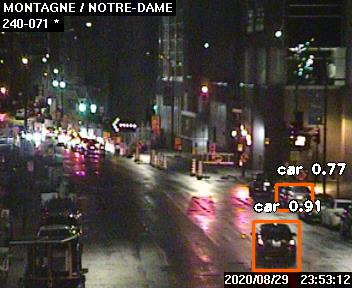 MONTAGNE / NOTRE-DAME
240-071 *
car 0.77
car 0.91
2020/08/29 23:53:12